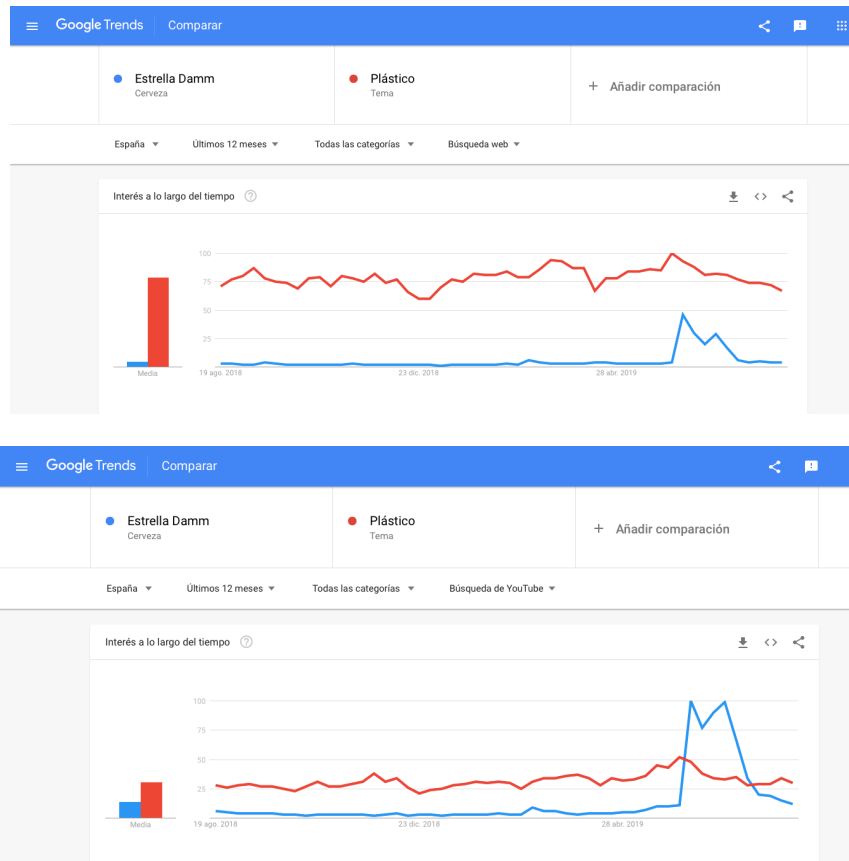 Google Trends Comparar
Estrella Damm Plástico + Añadir comparación
Cerveza Tema
España Últimos 12 meses Todas las categorías Búsqueda web
Interés a lo largo del tiempo
100
75
50
25
Media 19 ago. 2018 23 dic. 2018 28 abr. 2019
Google Trends Comparar
Estrella Damm Plástico + Añadir comparación
Cerveza Tema
España Últimos 12 meses Todas las categorías Búsqueda de YouTube
Interés a lo largo del tiempo
100
75
50
25
Media 19 ago. 2018 23 dic. 2018 28 abr. 2019